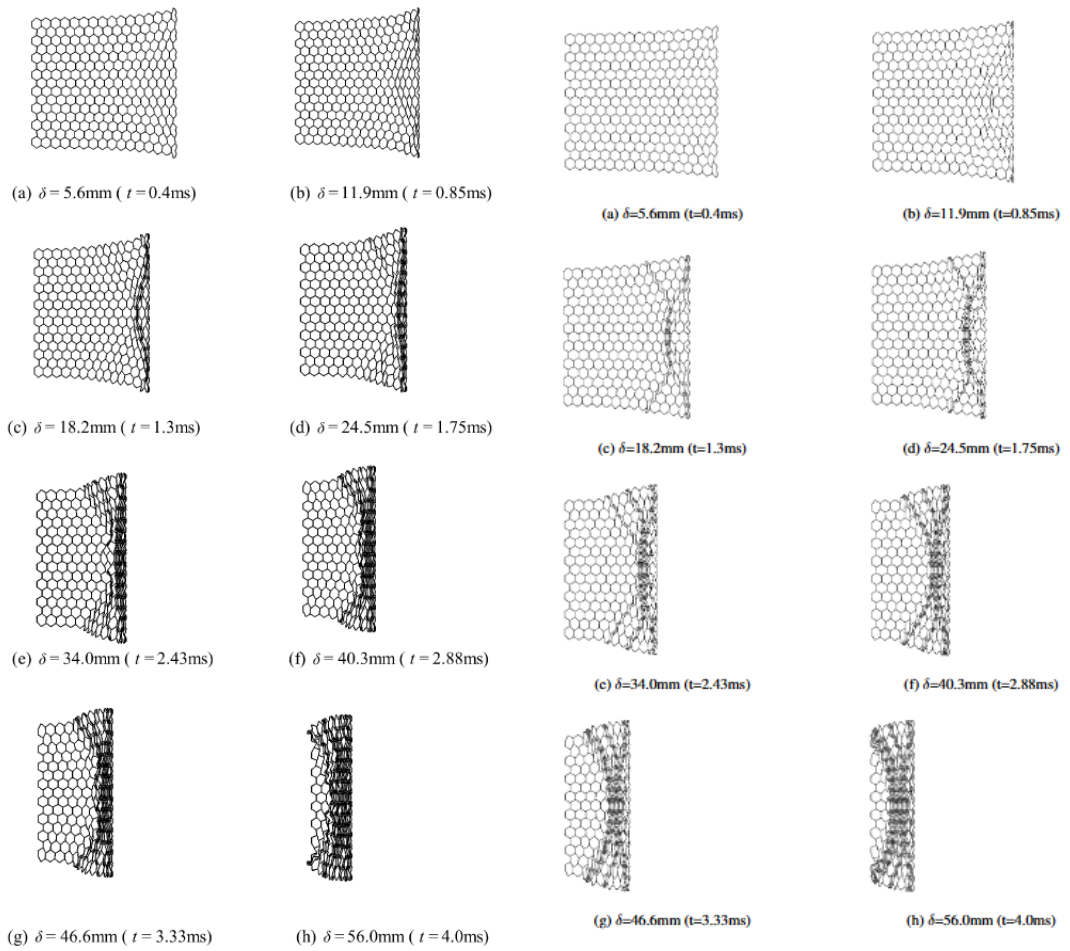 (a) δ = 5.6mm ( t = 0.4ms)
(b) δ = 11.9mm ( t = 0.85ms)
(a) δ=5.6mm (t=0.4ms)
(b) δ=11.9mm (t=0.85ms)
(c) δ = 18.2mm ( t = 1.3ms)
(d) δ = 24.5mm ( t = 1.75ms)
(c) δ=18.2mm (t=1.3ms)
(d) δ=24.5mm (t=1.75ms)
(e) δ = 34.0mm ( t = 2.43ms)
(f) δ = 40.3mm ( t = 2.88ms)
(e) δ=34.0mm (t=2.43ms)
(f) δ=40.3mm (t=2.88ms)
(g) δ = 46.6mm ( t = 3.33ms)
(h) δ = 56.0mm ( t = 4.0ms)
(g) δ=46.6mm (t=3.33ms)
(h) δ=56.0mm (t=4.0ms)